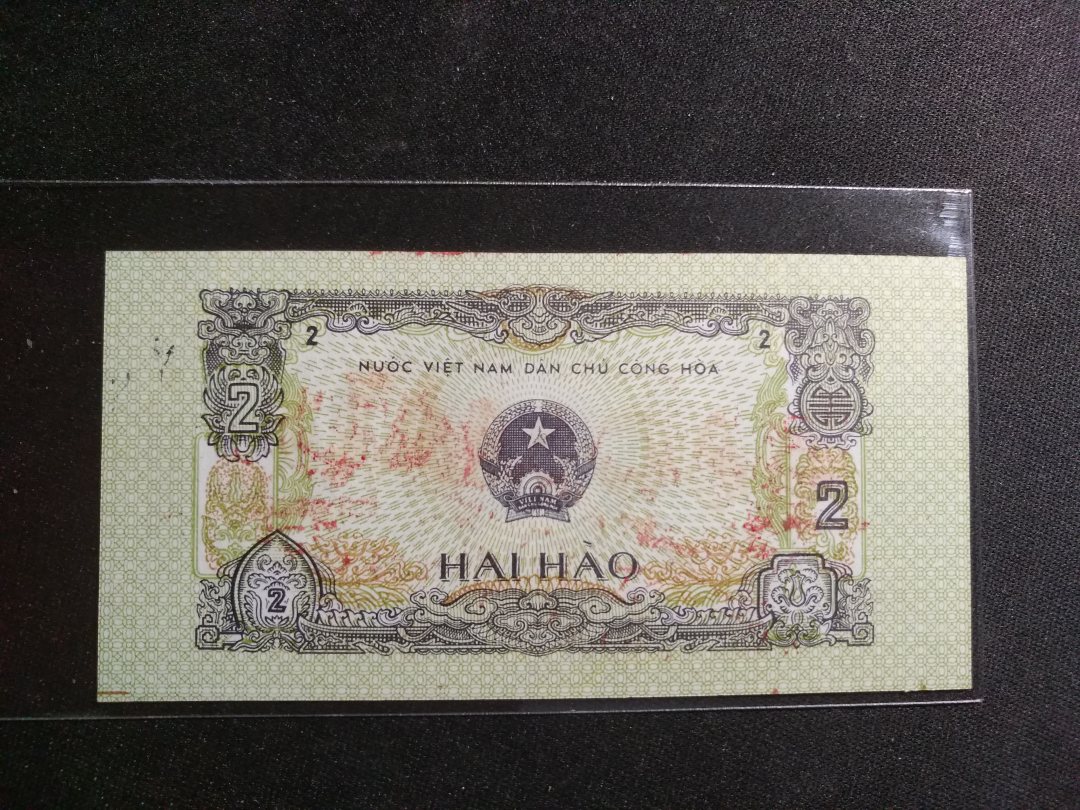 2 2
NƯỚC VIỆT NAM DÂN CHỦ CỘNG HÒA
2
VIỆT NAM
2
HAI HÀO
2